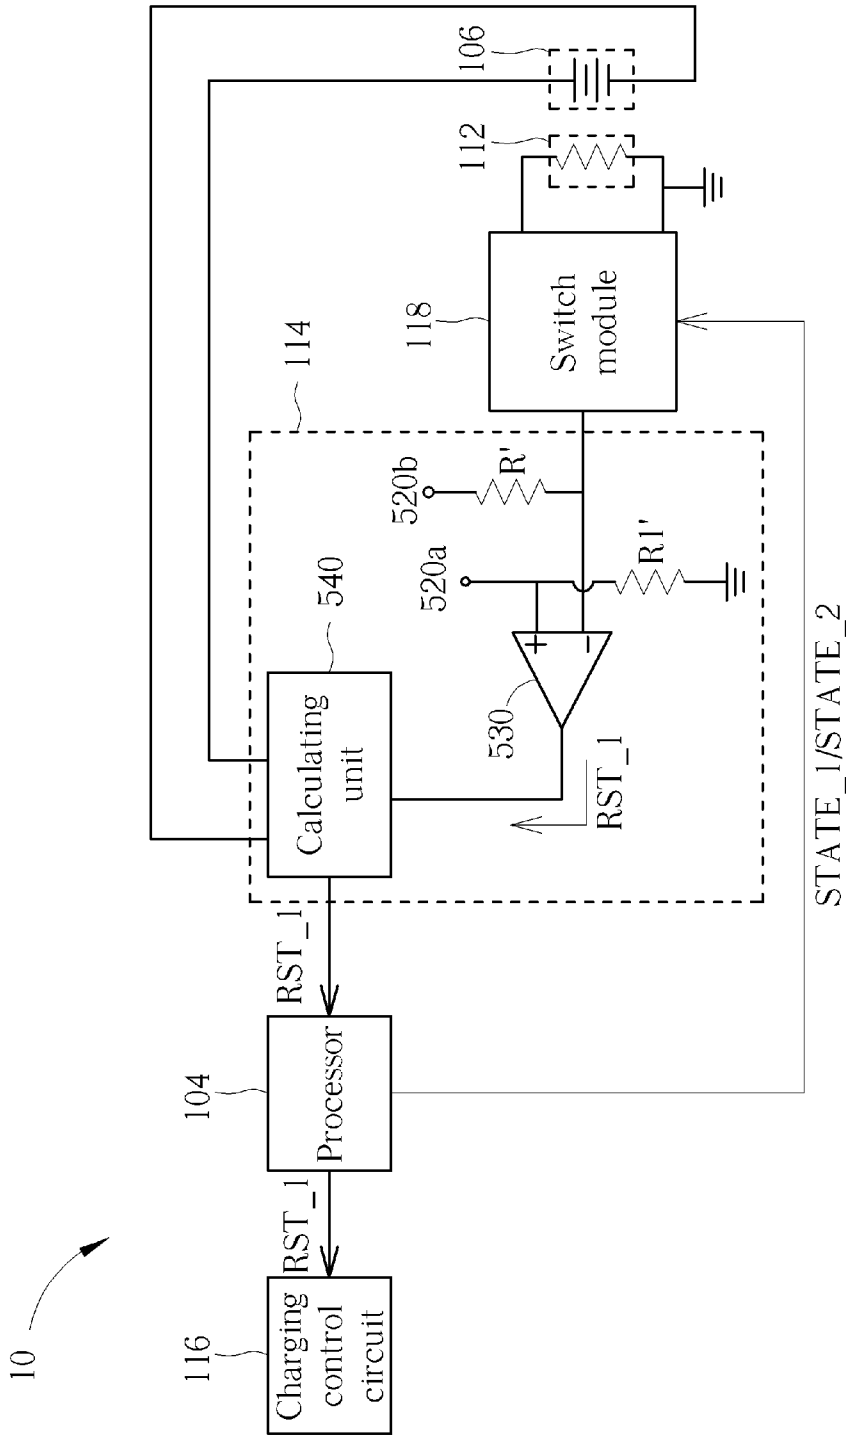 10
116
Charging
control
circuit
RST_1
104
Processor
RST_1
540
Calculating
unit
114
RST_1
530
+
−
520a
R1'
520b
R'
118
Switch
module
112
106
STATE_1/STATE_2